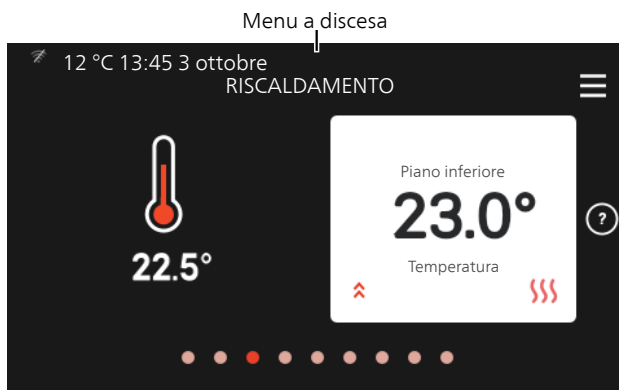 Menu a discesa
12 °C 13:45 3 ottobre
RISCALDAMENTO
Piano inferiore
23.0°
?
22.5°
Temperatura